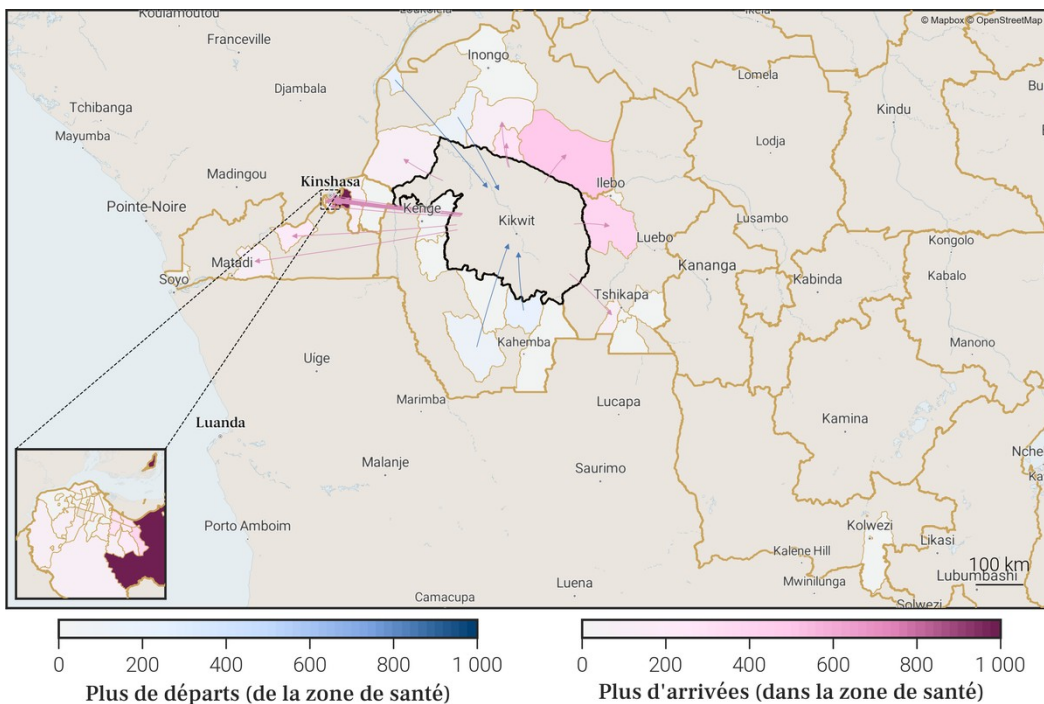 © Mapbox © OpenStreetMap
Koulamoutou
Franceville
Inongo
Lomela
Djambala
Kindu
Tchibanga
Mayumba
Lodja
Madingou
Kinshasa
Ilebo
Pointe-Noire
Kenge
Kikwit
Lusambo
Luebo
Kongolo
Matadi
Kananga
Kabinda
Kabalo
Soyo
Tshikapa
Kahemba
Manono
Uige
Marimba
Lucapa
Kamina
Luanda
Malanje
Saurimo
Nche
Ka
Porto Amboim
Kolwezi
Likasi
Kalene Hill
100 km
Luena
Mwinilunga
Lubumbashi
Camacupa
Solwezi
0 200 400 600 800 1 000
0 200 400 600 800 1 000
Plus de départs (de la zone de santé)
Plus d'arrivées (dans la zone de santé)